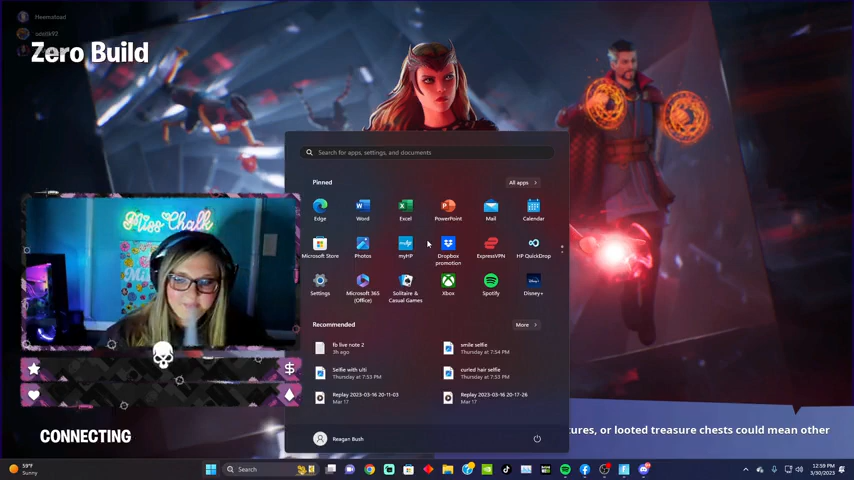 Heematoad
Zero Build
Search for apps, settings, and documents
Pinned
All apps
Edge
Word
Excel
PowerPoint
Mail
Calendar
Microsoft Store
Photos
myHP
Dropbox
promotion
ExpressVPN
HP QuickDrop
Settings
Microsoft 365
(Office)
Solitaire &
Casual Games
Xbox
Spotify
Disney+
Recommended
More
fb live note 2
3h ago
smile selfie
Thursday at 7:54 PM
Selfie with ulti
Thursday at 7:53 PM
curled hair selfie
Thursday at 7:53 PM
Replay 2023-03-16 20-11-03
Mar 17
Replay 2023-03-16 20-17-26
Mar 17
Reagan Bush
Miss Chalk
CONNECTING
tures, or looted treasure chests could mean other
59°F
Sunny
Search
12:59 PM
3/30/2023